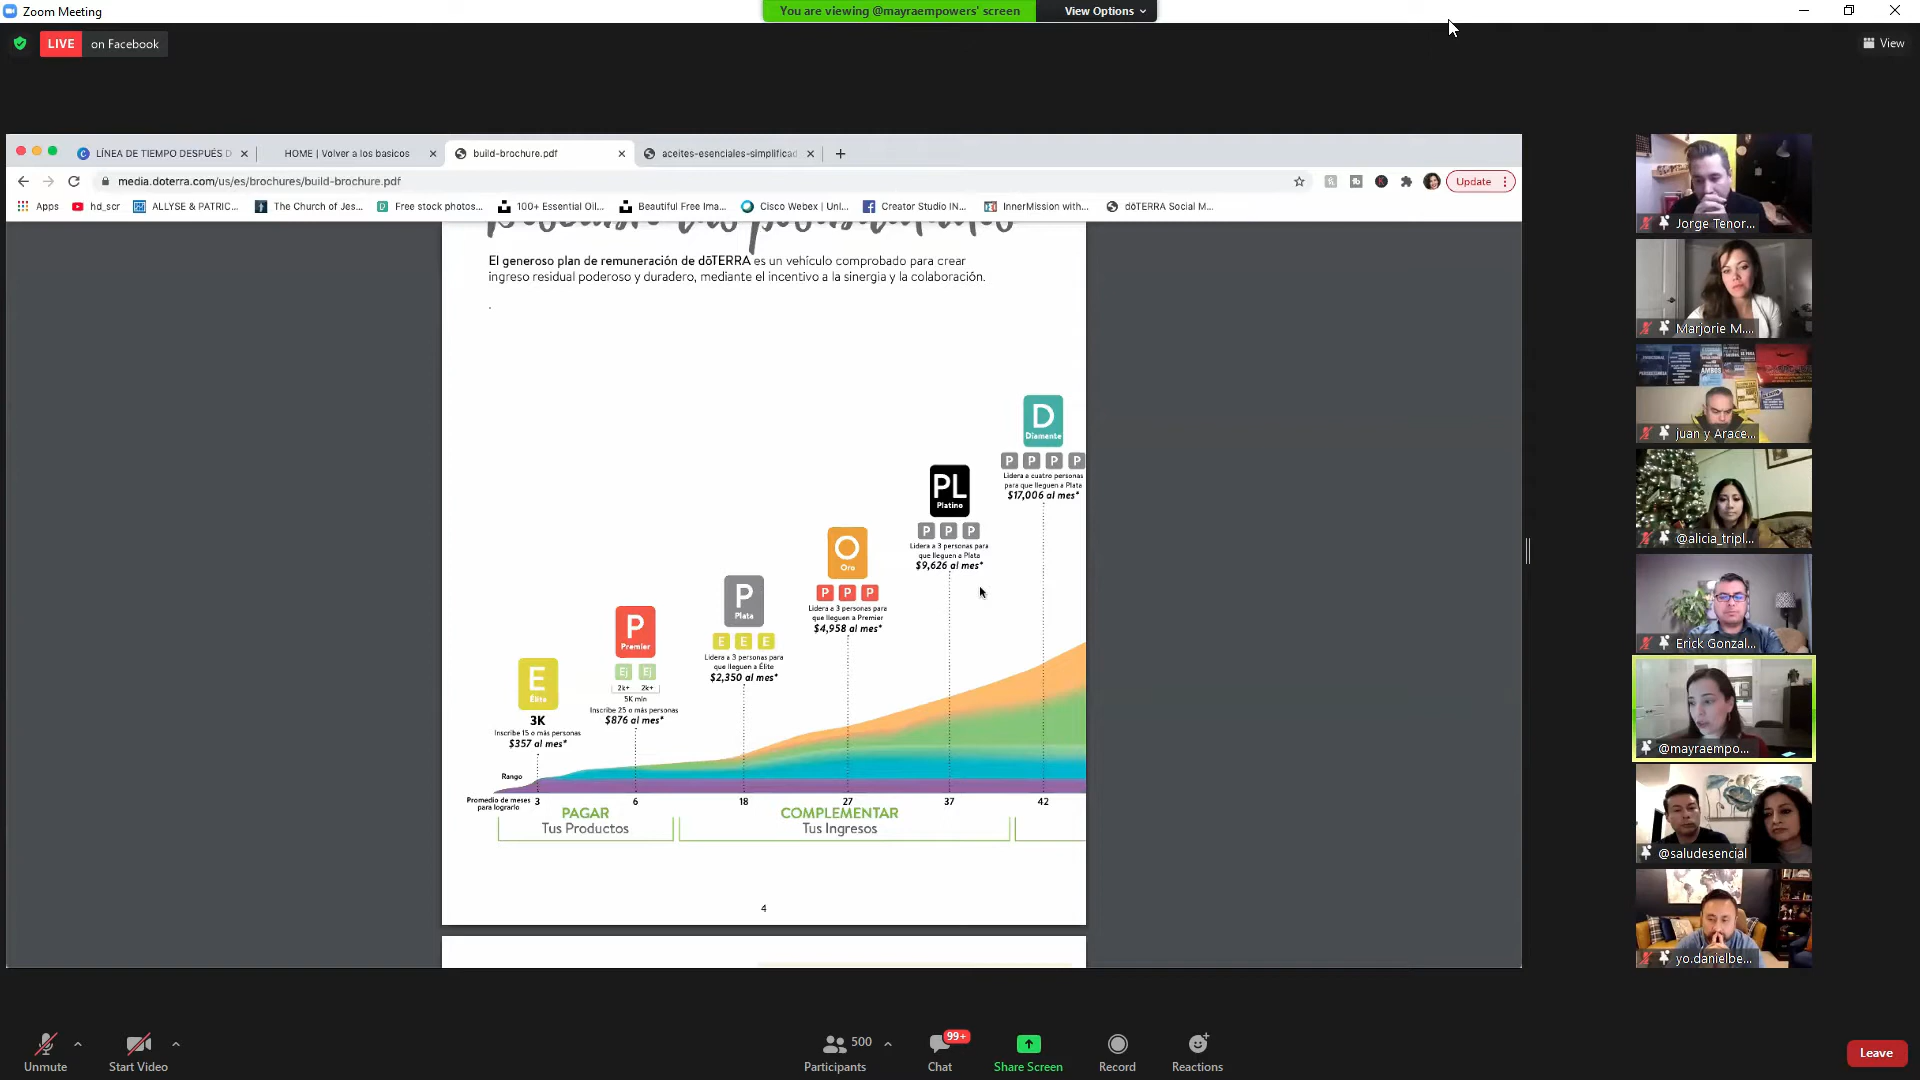 Zoom Meeting
You are viewing @mayraempowers' screen
View Options
LIVE on Facebook
View
LÍNEA DE TIEMPO DESPUÉS D
HOME | Volver a los basicos
build-brochure.pdf
aceites-esenciales-simplificad
media.doterra.com/us/es/brochures/build-brochure.pdf
Update
Apps
hd_scr
ALLYSE & PATRIC...
The Church of Jes...
Free stock photos...
100+ Essential Oil...
Beautiful Free Ima...
Cisco Webex | Uni...
Creator Studio IN...
InnerMission with...
dōTERRA Social M...
El generoso plan de remuneración de dōTERRA es un vehículo comprobado para crear
ingreso residual poderoso y duradero, mediante el incentivo a la sinergia y la colaboración.
D
Diamante
P P P P
Lidera a cuatro personas
para que lleguen a Plata
$17,006 al mes*
PL
Platino
P P P
Lidera a 3 personas para
que lleguen a Plata
$9,626 al mes*
O
Oro
P P P
Lidera a 3 personas para
que lleguen a Premier
$4,958 al mes*
P
Plata
E E E
Lidera a 3 personas para
que lleguen a Élite
$2,350 al mes*
P
Premier
Ej Ej
2k+ 2k+
5K min
Inscribe 25 o más personas
$876 al mes*
E
Élite
3K
Inscribe 15 o más personas
$357 al mes*
Rango
Promedio de meses
para lograrlo
3 6 18 27 37 42
PAGAR
Tus Productos
COMPLEMENTAR
Tus Ingresos
4
Jorge Tenor...
Marjorie M....
juan y Arace...
@alicia_tripl...
Erick Gonzal...
@mayraempo...
@saludesencial
yo.danielbe...
AMBOS
Unmute
Start Video
500
Participants
99+
Chat
Share Screen
Record
Reactions
Leave